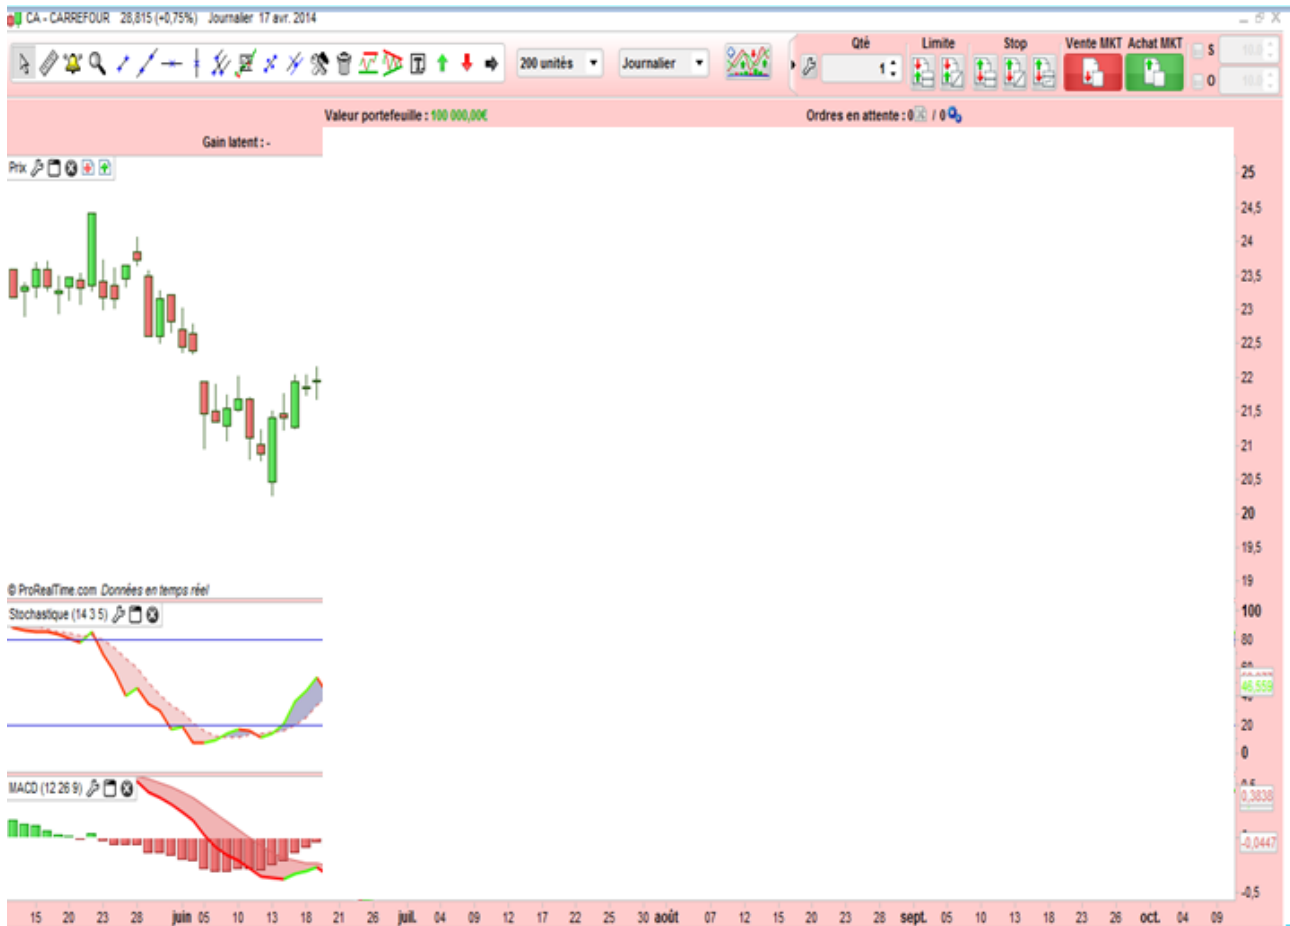 CA - CARREFOUR 28,815 (+0,75%) Journalier 17 avr. 2014
Qté Limite Stop Vente MKT Achat MKT S 10.0
200 unités Journalier 1 O 10.0
Valeur portefeuille : 100 000,00€ Ordres en attente : 0 / 0
Gain latent : -
Prix
25
24,5
24
23,5
23
22,5
22
21,5
21
20,5
20
19,5
19
© ProRealTime.com Données en temps réel
Stochastique (14 3 5)
100
80
46,559
20
0
MACD (12 26 9)
0,3838
-0,0447
-0,5
15 20 23 28 juin 05 10 13 18 21 26 juil. 04 09 12 17 22 25 30 août 07 12 15 20 23 28 sept. 05 10 13 18 23 26 oct. 04 09